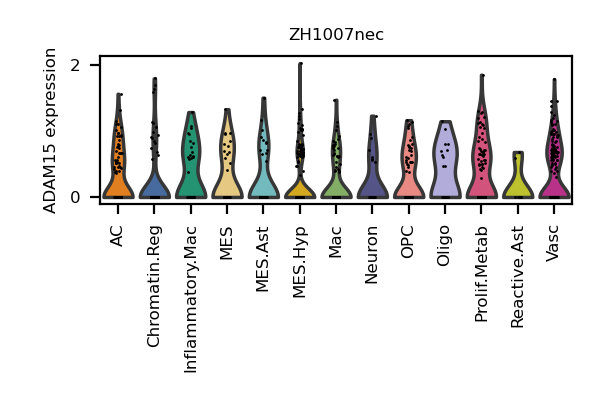 ZH1007nec
ADAM15 expression
2
0
AC
Chromatin.Reg
Inflammatory.Mac
MES
MES.Ast
MES.Hyp
Mac
Neuron
OPC
Oligo
Prolif.Metab
Reactive.Ast
Vasc